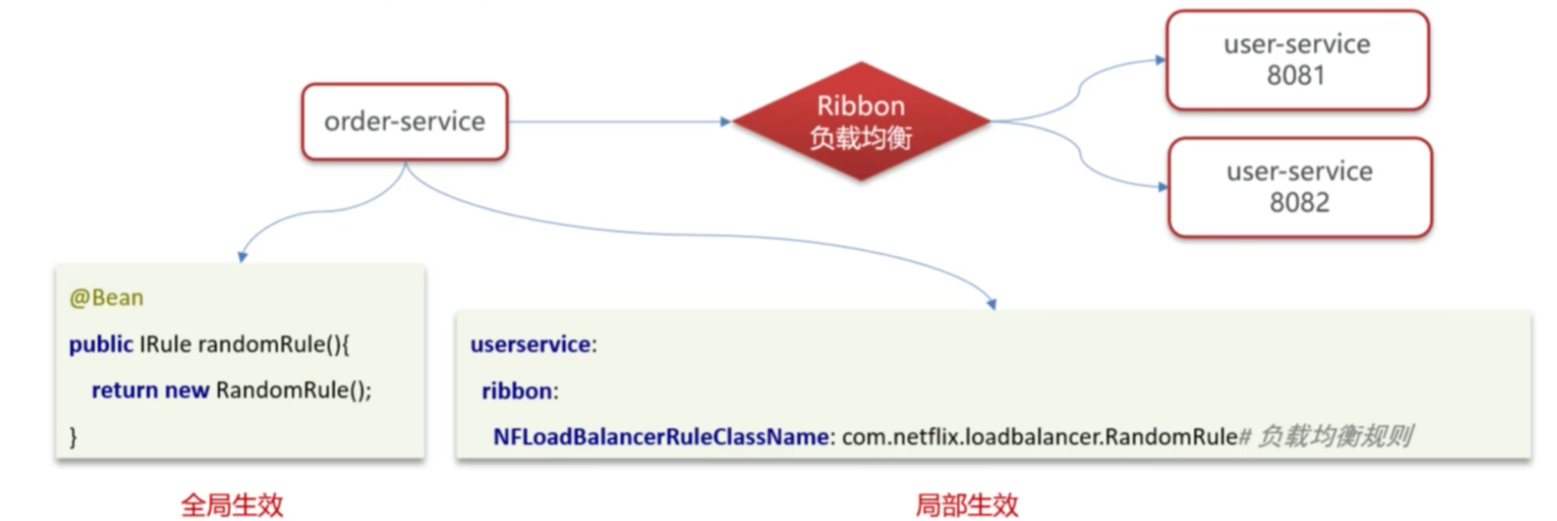 order-service
Ribbon
负载均衡
user-service
8081
user-service
8082
@Bean
public IRule randomRule(){
return new RandomRule();
}
全局生效
userservice:
ribbon:
NFLoadBalancerRuleClassName: com.netflix.loadbalancer.RandomRule# 负载均衡规则
局部生效